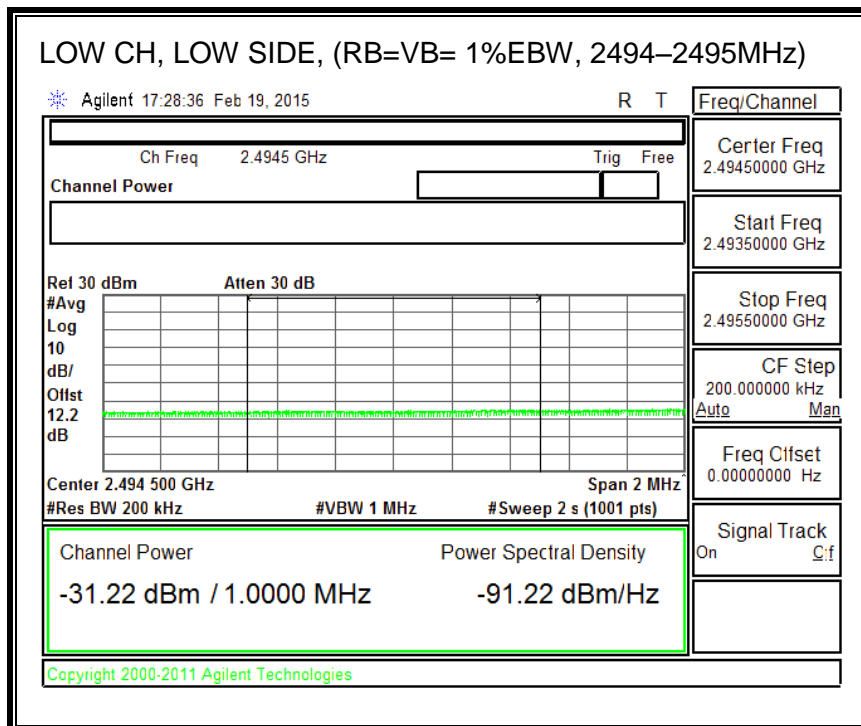 LOW CH, LOW SIDE, (RB=VB= 1%EBW, 2494–2495MHz)
Agilent 17:28:36 Feb 19, 2015 R T
Freq/Channel
Ch Freq 2.4945 GHz Trig Free
Channel Power
Center Freq
2.49450000 GHz
Start Freq
2.49350000 GHz
Stop Freq
2.49550000 GHz
CF Step
200.000000 kHz
Auto Man
Freq Offset
0.00000000 Hz
Signal Track
On Off
Ref 30 dBm Atten 30 dB
#Avg
Log
10
dB/
Offst
12.2
dB
Center 2.494 500 GHz Span 2 MHz^
#Res BW 200 kHz #VBW 1 MHz #Sweep 2 s (1001 pts)
Channel Power Power Spectral Density
-31.22 dBm / 1.0000 MHz -91.22 dBm/Hz
Copyright 2000-2011 Agilent Technologies